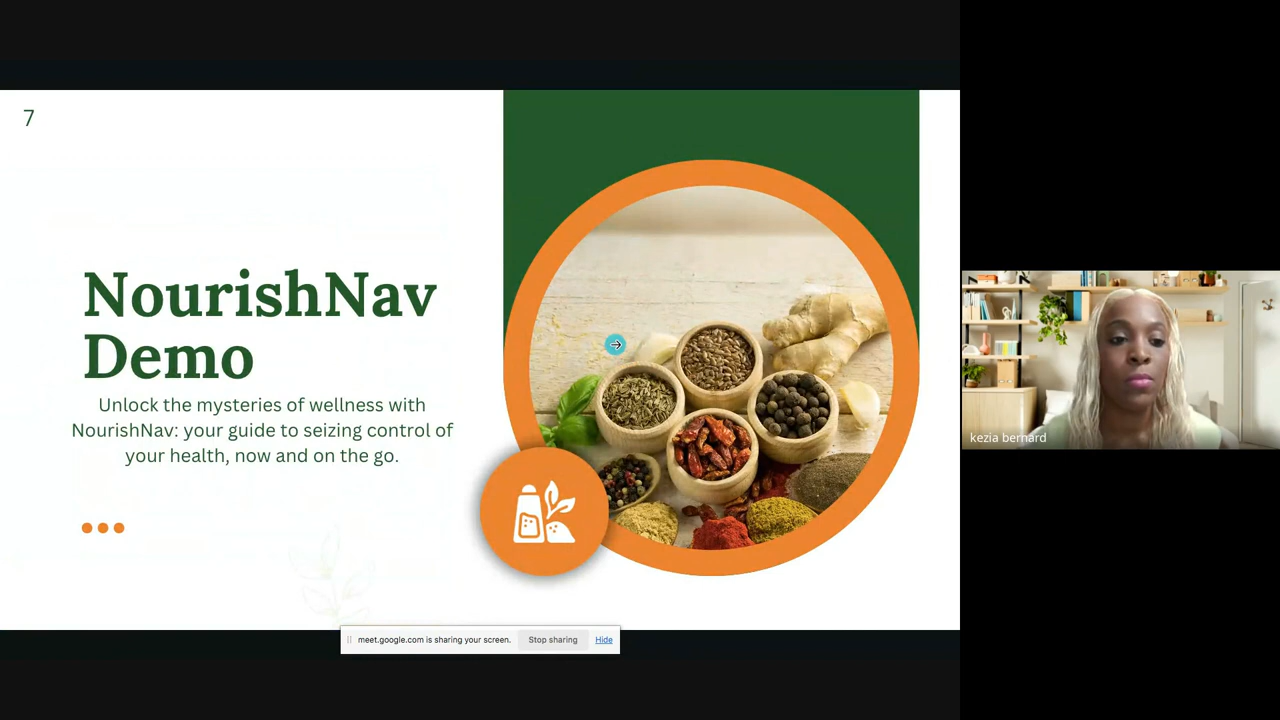 7
NourishNav
Demo
Unlock the mysteries of wellness with
NourishNav: your guide to seizing control of
your health, now and on the go.
meet.google.com is sharing your screen. Stop sharing Hide
kezia bernard